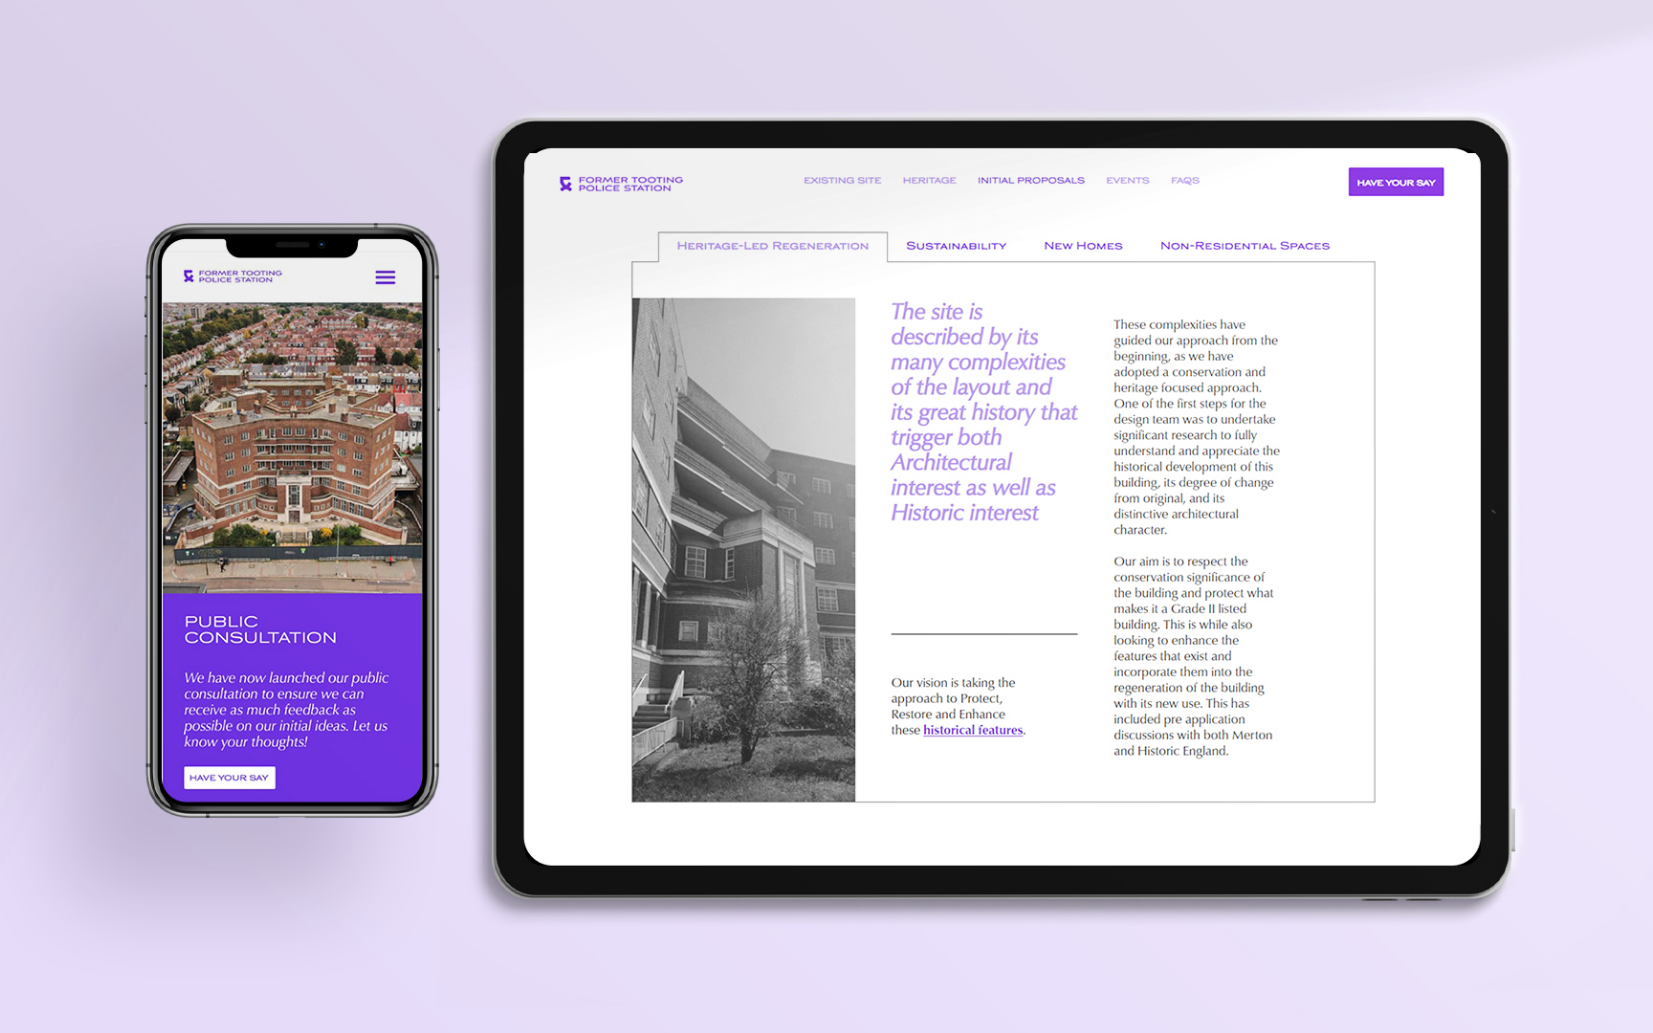 FORMER TOOTING
POLICE STATION
PUBLIC
CONSULTATION
We have now launched our public
consultation to ensure we can
receive as much feedback as
possible on our initial ideas. Let us
know your thoughts!
HAVE YOUR SAY
FORMER TOOTING
POLICE STATION
EXISTING SITE
HERITAGE
INITIAL PROPOSALS
EVENTS
FAQS
HAVE YOUR SAY
HERITAGE-LED REGENERATION
SUSTAINABILITY
NEW HOMES
NON-RESIDENTIAL SPACES
The site is
described by its
many complexities
of the layout and
its great history that
trigger both
Architectural
interest as well as
Historic interest
Our vision is taking the
approach to Protect,
Restore and Enhance
these historical features.
These complexities have
guided our approach from the
beginning, as we have
adopted a conservation and
heritage focused approach.
One of the first steps for the
design team was to undertake
significant research to fully
understand and appreciate the
historical development of this
building, its degree of change
from original, and its
distinctive architectural
character.
Our aim is to respect the
conservation significance of
the building and protect what
makes it a Grade II listed
building. This is while also
looking to enhance the
features that exist and
incorporate them into the
regeneration of the building
with its new use. This has
included pre application
discussions with both Merton
and Historic England.